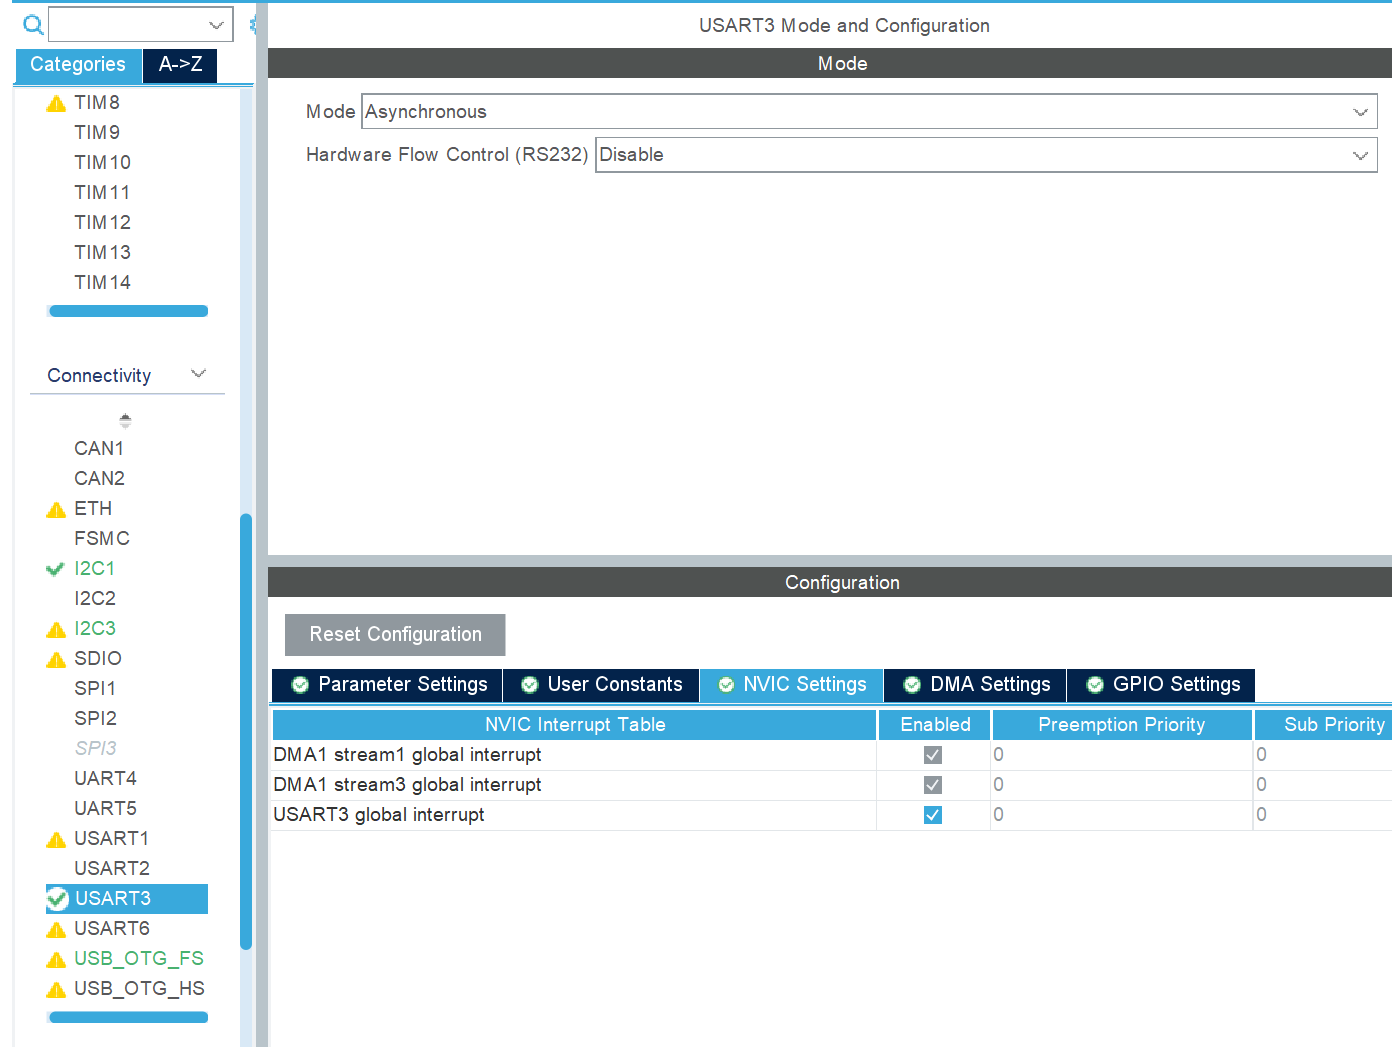 Categories
A->Z
TIM8
TIM9
TIM10
TIM11
TIM12
TIM13
TIM14
Connectivity
CAN1
CAN2
ETH
FSMC
I2C1
I2C2
I2C3
SDIO
SPI1
SPI2
SPI3
UART4
UART5
USART1
USART2
USART3
USART6
USB_OTG_FS
USB_OTG_HS
USART3 Mode and Configuration
Mode
Mode Asynchronous
Hardware Flow Control (RS232) Disable
Configuration
Reset Configuration
Parameter Settings User Constants NVIC Settings DMA Settings GPIO Settings
NVIC Interrupt Table Enabled Preemption Priority Sub Priority
DMA1 stream1 global interrupt 0 0
DMA1 stream3 global interrupt 0 0
USART3 global interrupt 0 0